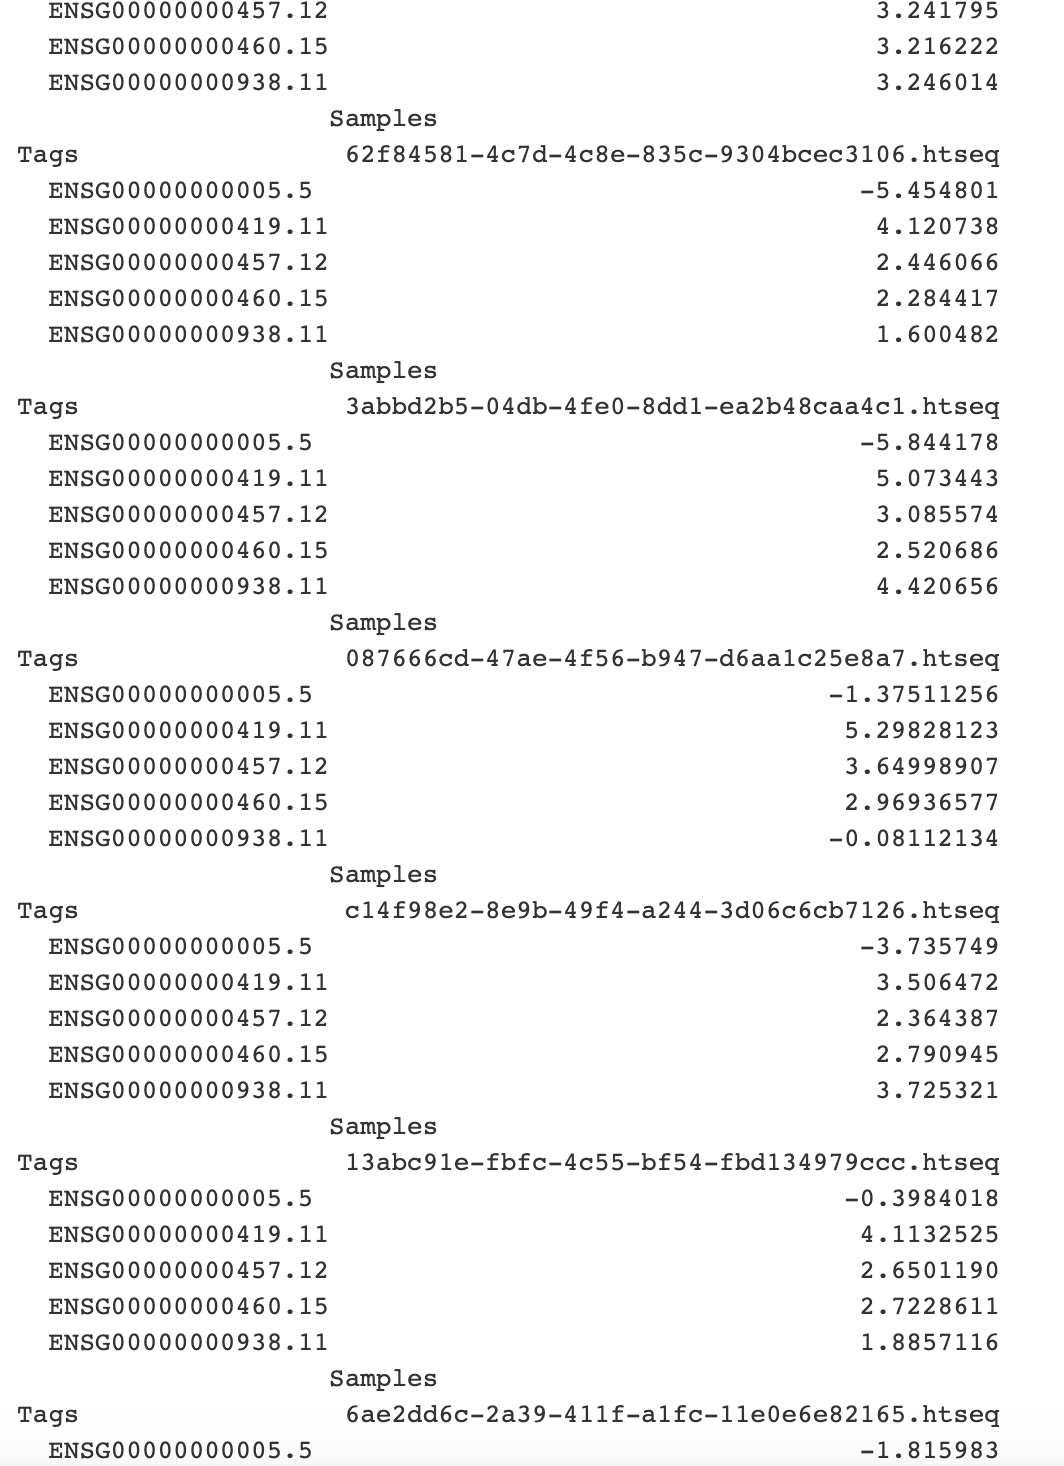 ENSG00000000457.12 3.241795
ENSG00000000460.15 3.216222
ENSG00000000938.11 3.246014
Samples
Tags 62f84581-4c7d-4c8e-835c-9304bcec3106.htseq
ENSG00000000005.5 -5.454801
ENSG00000000419.11 4.120738
ENSG00000000457.12 2.446066
ENSG00000000460.15 2.284417
ENSG00000000938.11 1.600482
Samples
Tags 3abbd2b5-04db-4fe0-8dd1-ea2b48caa4c1.htseq
ENSG00000000005.5 -5.844178
ENSG00000000419.11 5.073443
ENSG00000000457.12 3.085574
ENSG00000000460.15 2.520686
ENSG00000000938.11 4.420656
Samples
Tags 087666cd-47ae-4f56-b947-d6aa1c25e8a7.htseq
ENSG00000000005.5 -1.37511256
ENSG00000000419.11 5.29828123
ENSG00000000457.12 3.64998907
ENSG00000000460.15 2.96936577
ENSG00000000938.11 -0.08112134
Samples
Tags c14f98e2-8e9b-49f4-a244-3d06c6cb7126.htseq
ENSG00000000005.5 -3.735749
ENSG00000000419.11 3.506472
ENSG00000000457.12 2.364387
ENSG00000000460.15 2.790945
ENSG00000000938.11 3.725321
Samples
Tags 13abc91e-fbfc-4c55-bf54-fbd134979ccc.htseq
ENSG00000000005.5 -0.3984018
ENSG00000000419.11 4.1132525
ENSG00000000457.12 2.6501190
ENSG00000000460.15 2.7228611
ENSG00000000938.11 1.8857116
Samples
Tags 6ae2dd6c-2a39-411f-a1fc-11e0e6e82165.htseq
ENSG00000000005.5 -1.815983